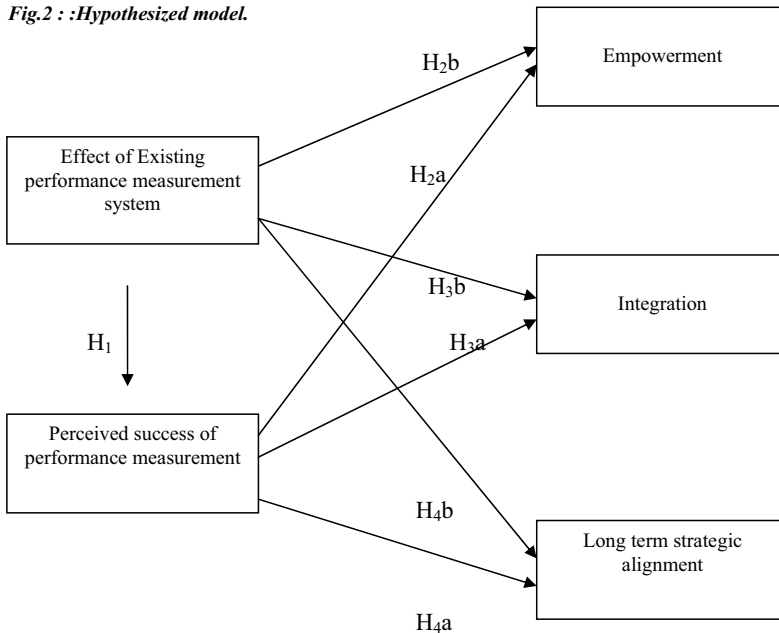 Fig.2 : :Hypothesized model.
H₂b
Empowerment
Effect of Existing
performance measurement
system
H₂a
H₃b
Integration
H₁
H₃a
Perceived success of
performance measurement
H₄b
Long term strategic
alignment
H₄a